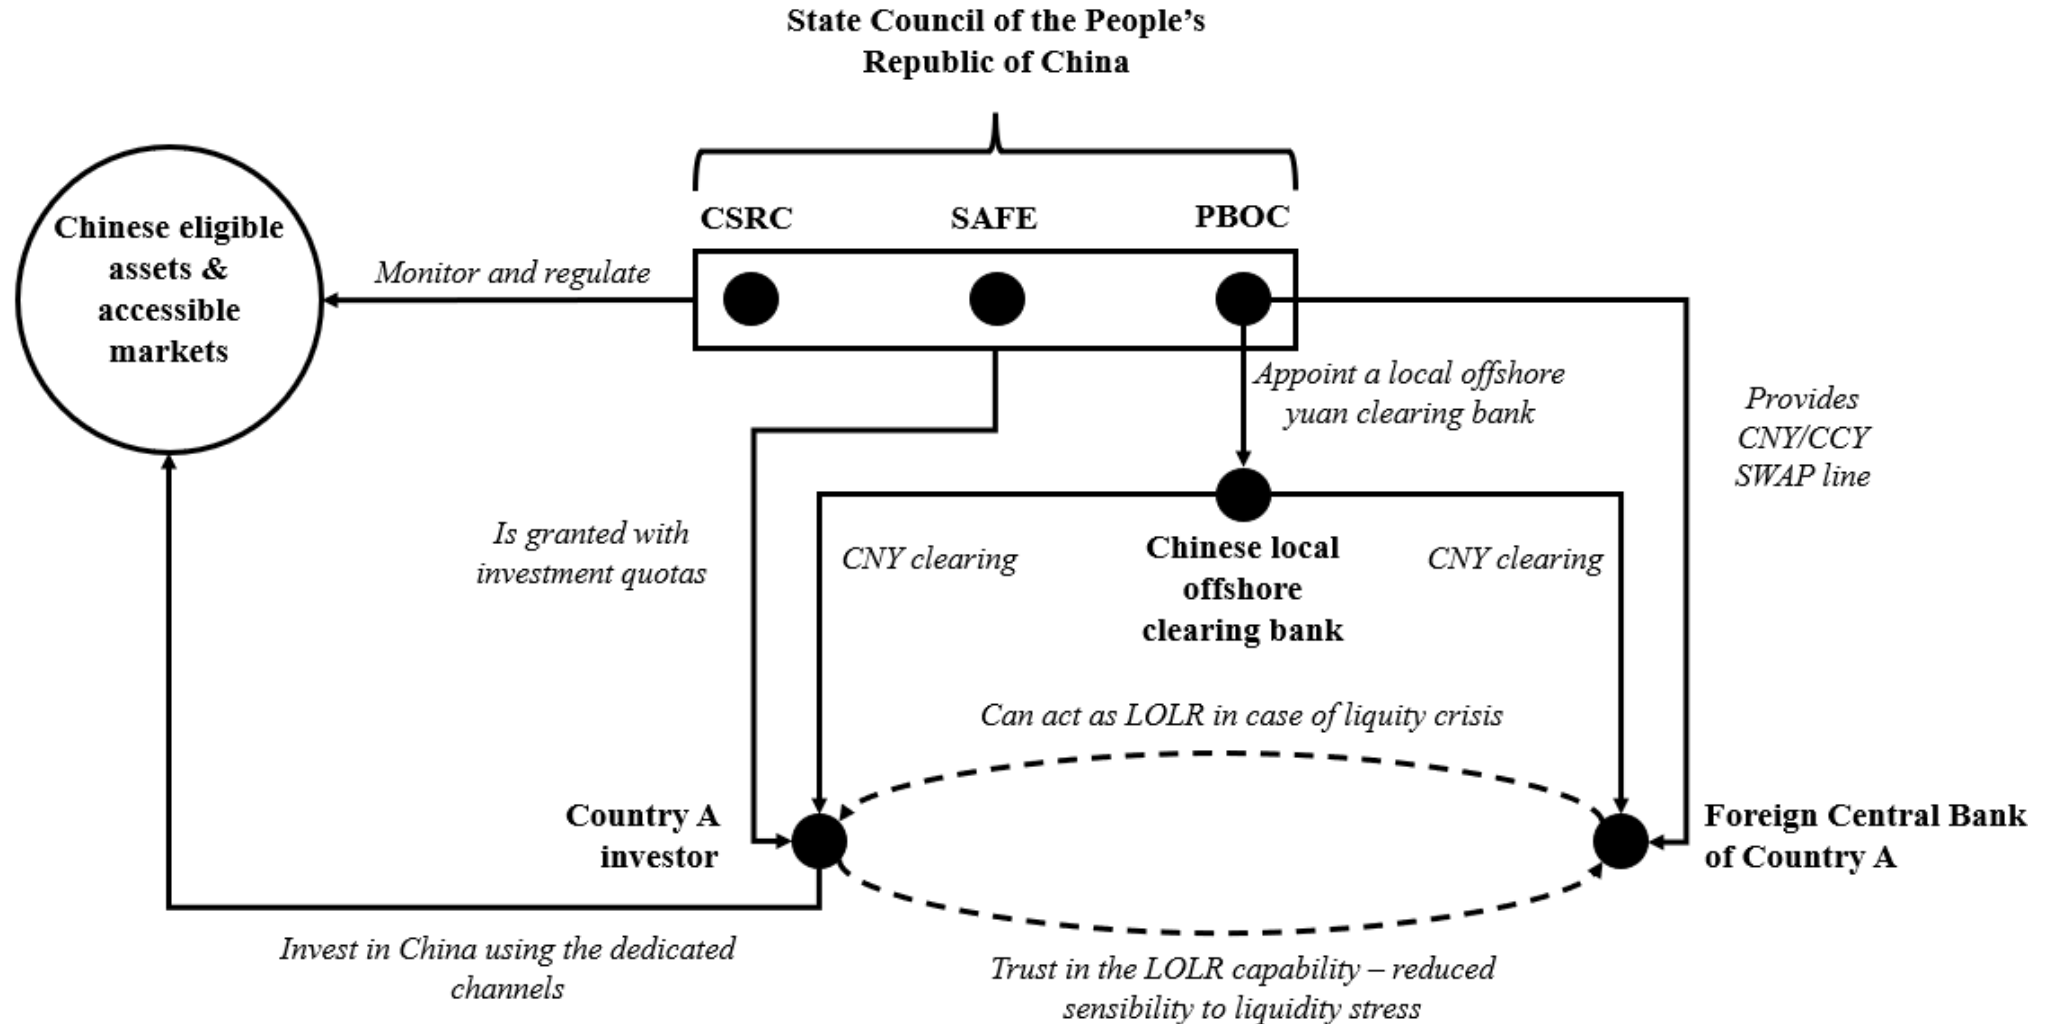 State Council of the People’s
Republic of China
CSRC
SAFE
PBOC
Chinese eligible
assets &
accessible
markets
Monitor and regulate
Appoint a local offshore
yuan clearing bank
Provides
CNY/CCY
SWAP line
Is granted with
investment quotas
CNY clearing
Chinese local
offshore
clearing bank
CNY clearing
Can act as LOLR in case of liquity crisis
Country A
investor
Foreign Central Bank
of Country A
Invest in China using the dedicated
channels
Trust in the LOLR capability – reduced
sensibility to liquidity stress